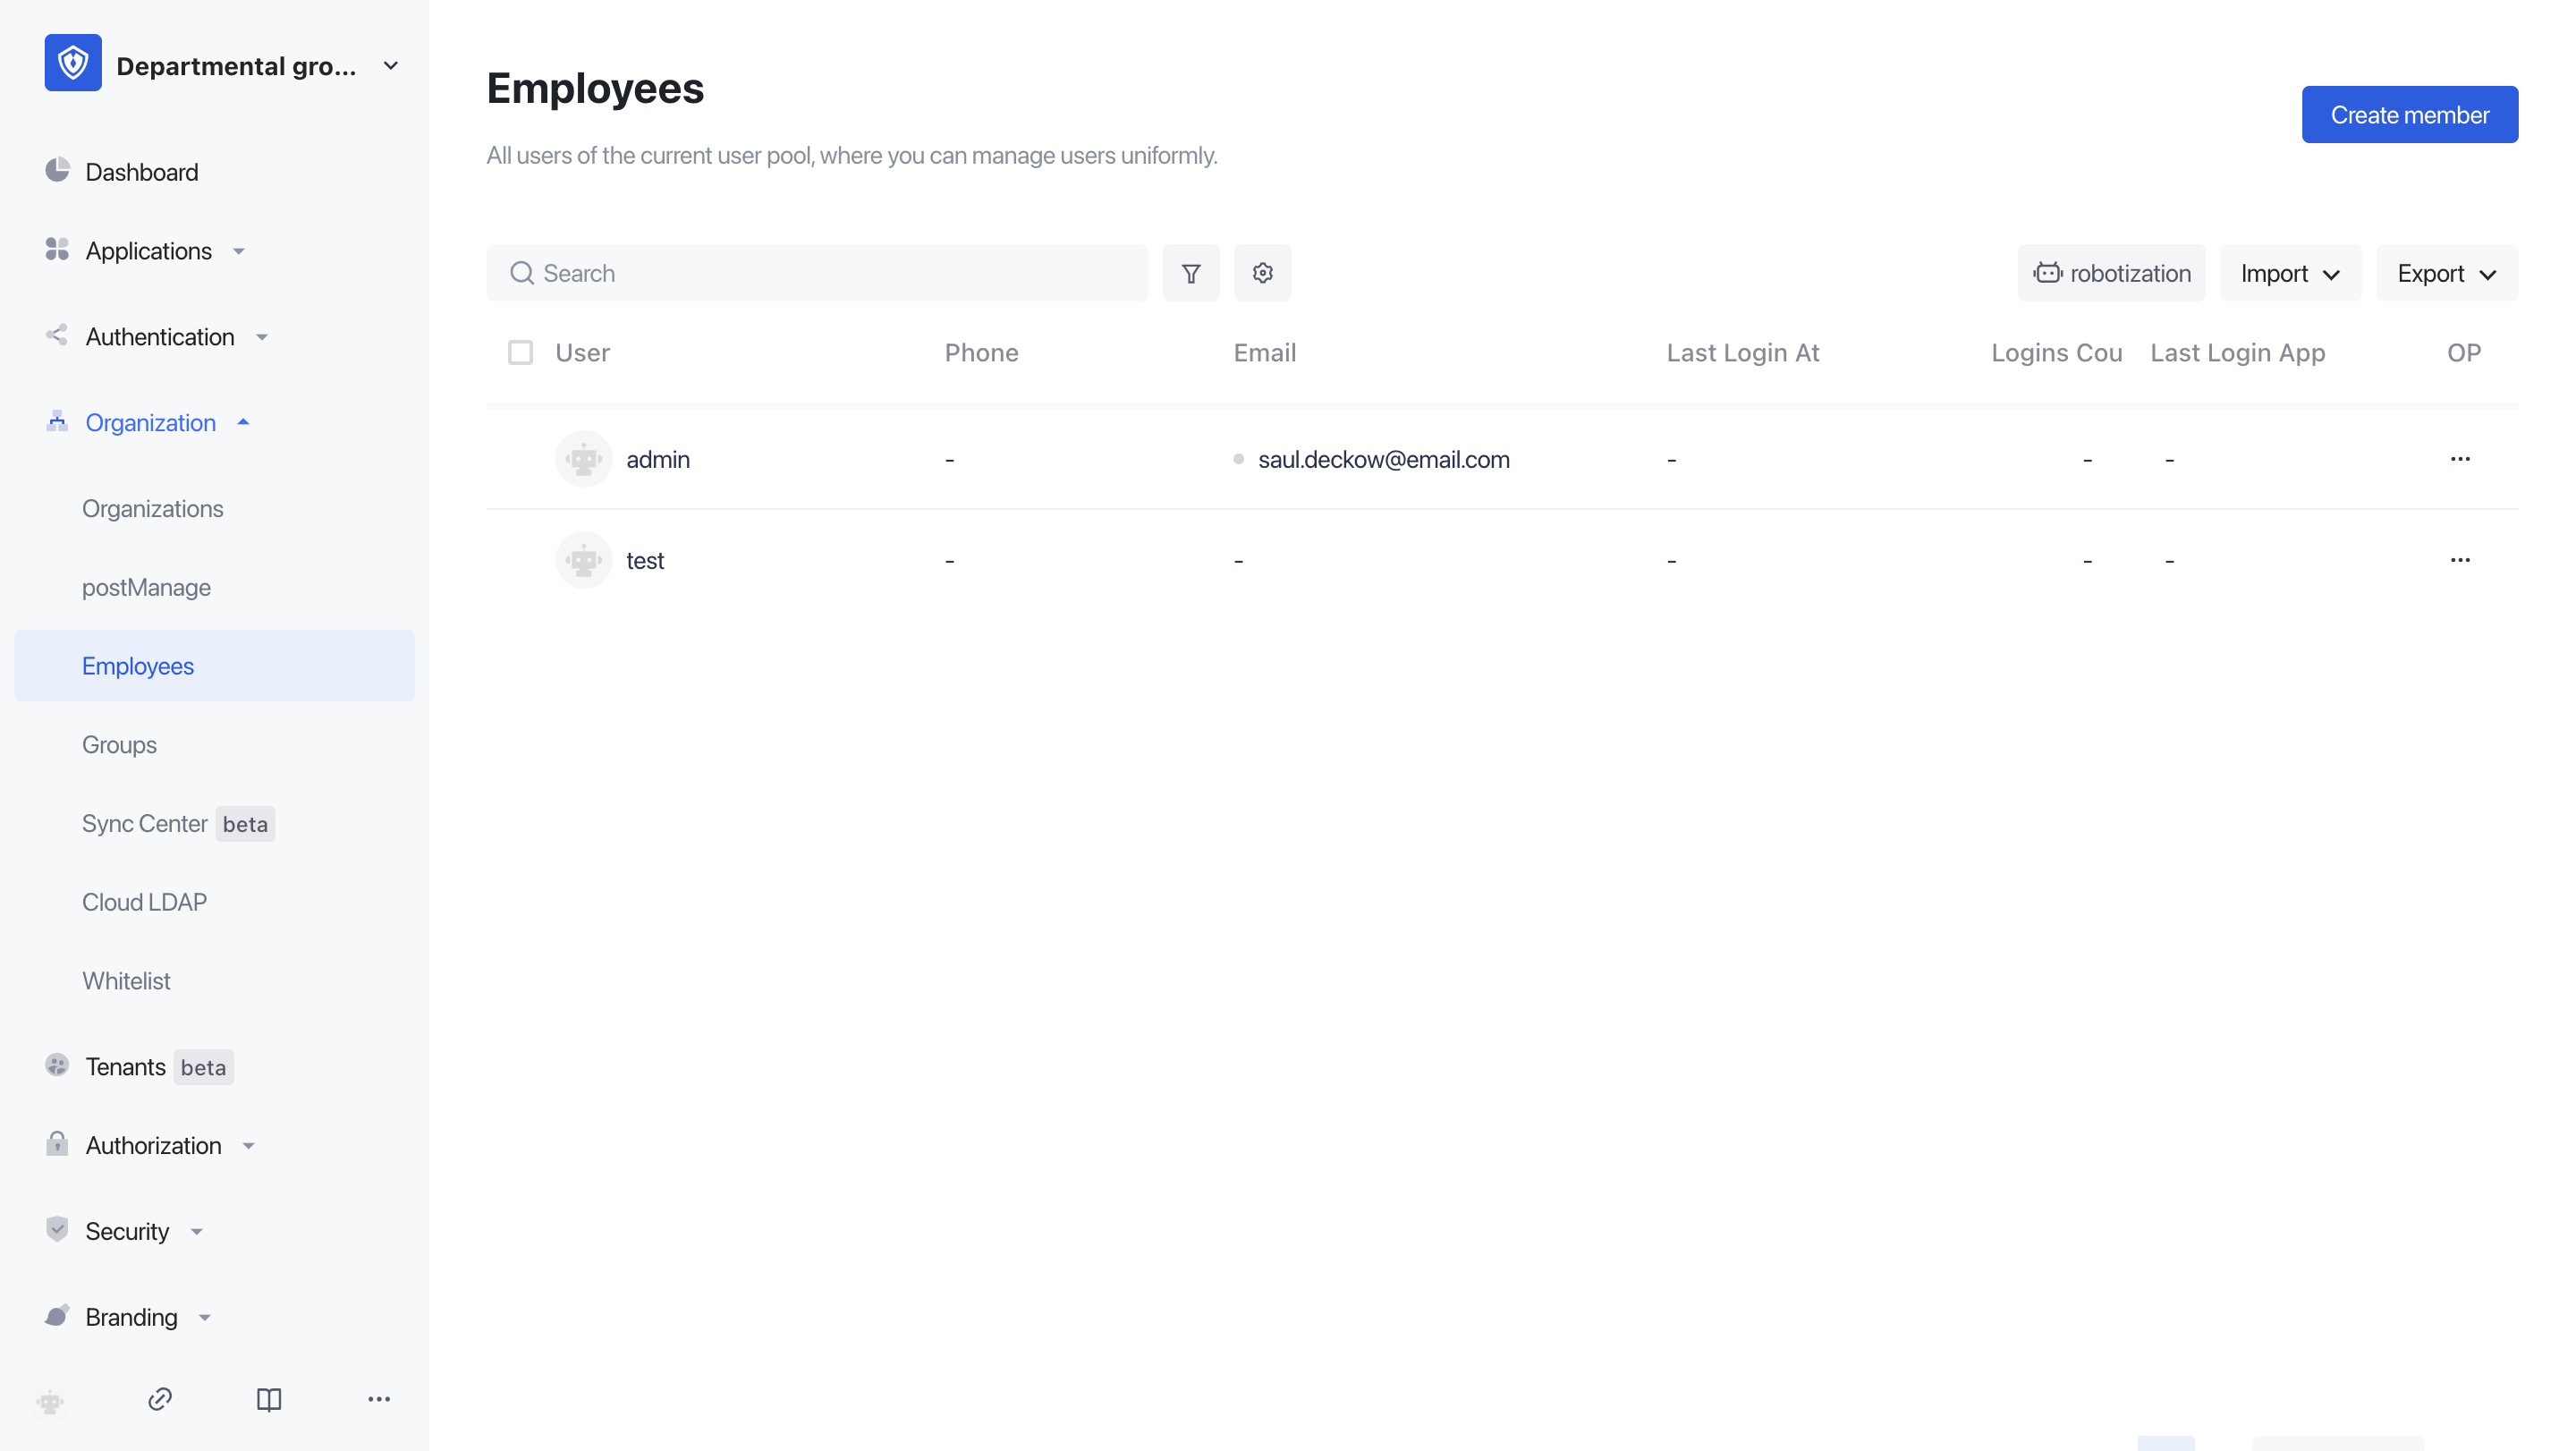 Departmental gro...
Dashboard
Applications
Authentication
Organization
Organizations
postManage
Employees
Groups
Sync Center beta
Cloud LDAP
Whitelist
Tenants beta
Authorization
Security
Branding
Employees
All users of the current user pool, where you can manage users uniformly.
Create member
Search
robotization
Import
Export
User Phone Email Last Login At Logins Cou Last Login App OP
admin - saul.deckow@email.com - - -
test - - - - -